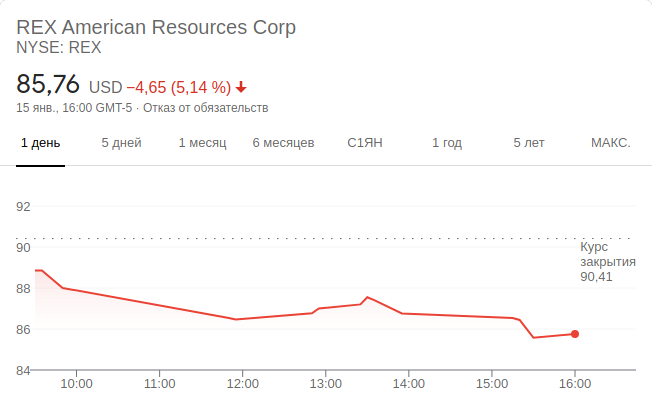 REX American Resources Corp
NYSE: REX
85,76 USD −4,65 (5,14 %)
15 янв., 16:00 GMT-5 · Отказ от обязательств
1 день 5 дней 1 месяц 6 месяцев С1ЯН 1 год 5 лет МАКС.
92
90
88
86
84
Курс
закрытия
90,41
10:00 11:00 12:00 13:00 14:00 15:00 16:00